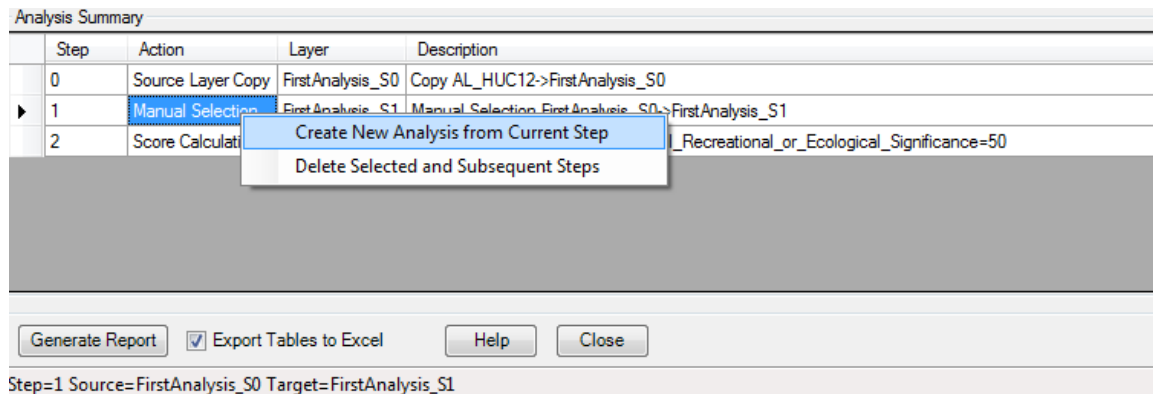 Analysis Summary
Step Action Layer Description
0 Source Layer Copy FirstAnalysis_S0 Copy AL_HUC12->FirstAnalysis_S0
1 Manual Selection FirstAnalysis_S1 Manual Selection FirstAnalysis_S0->FirstAnalysis_S1
Create New Analysis from Current Step
2 Score Calculati l_Recreational_or_Ecological_Significance=50
Delete Selected and Subsequent Steps
Generate Report Export Tables to Excel Help Close
Step=1 Source=FirstAnalysis_S0 Target=FirstAnalysis_S1